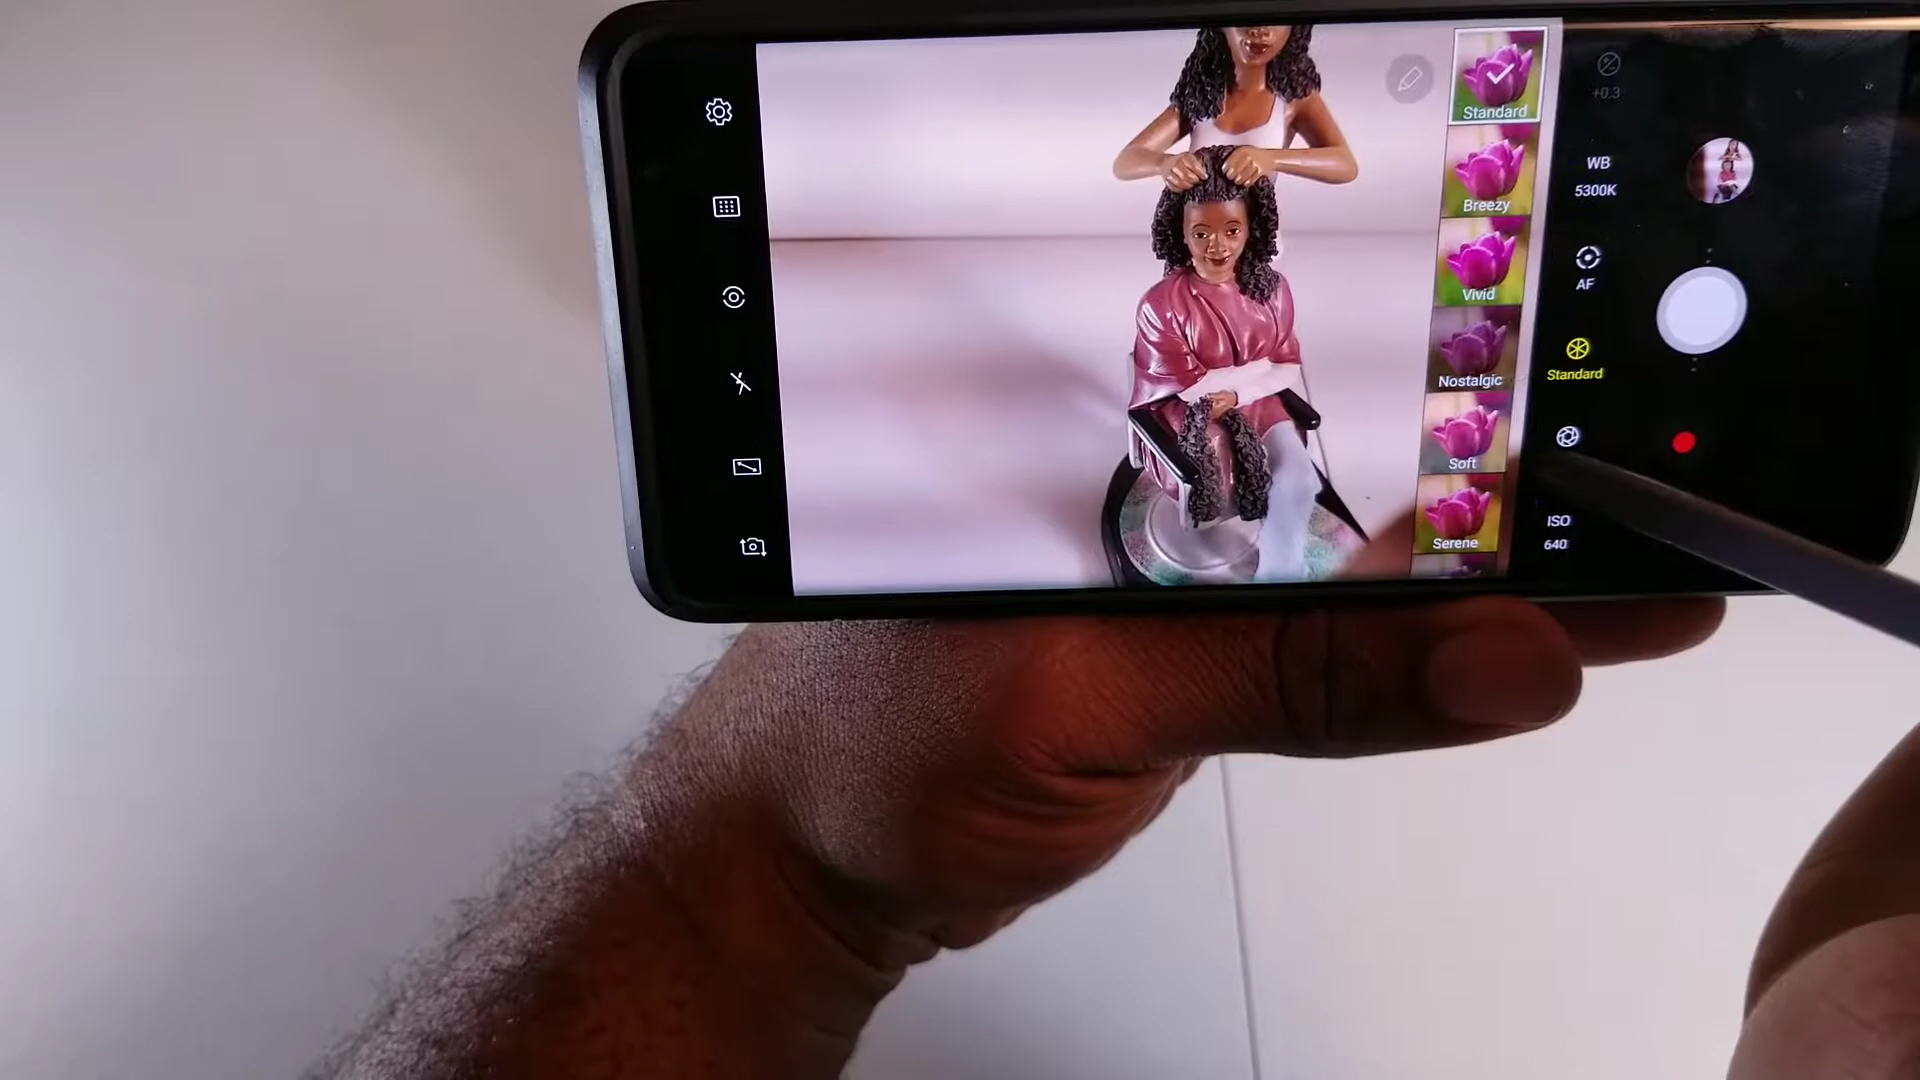 Standard
Breezy
Vivid
Nostalgic
Soft
Serene
+0.3
WB
5300K
AF
Standard
ISO
640